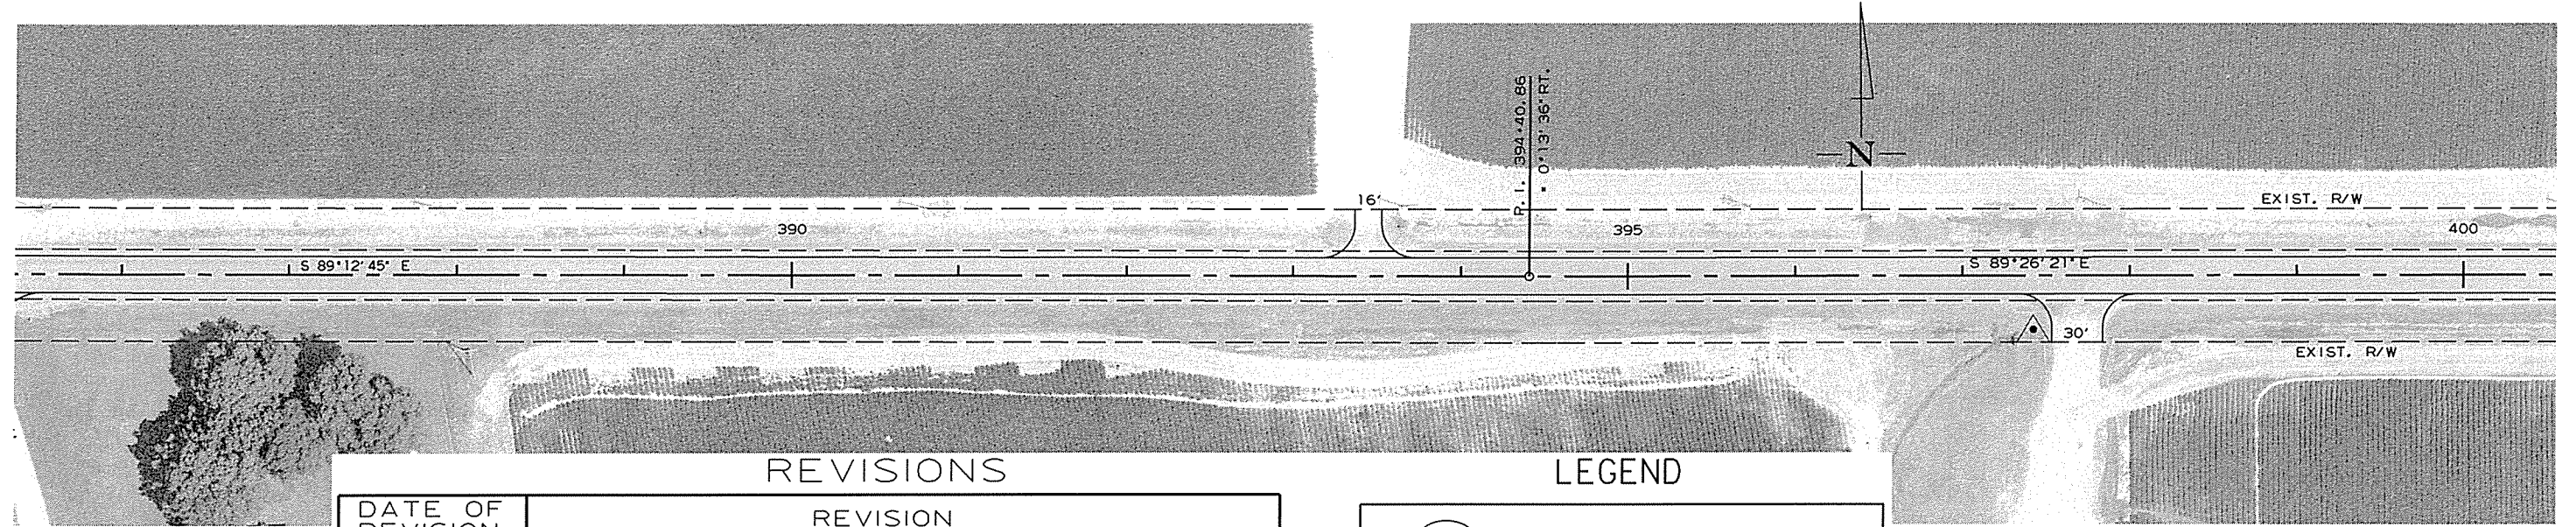 P. I. 394+40.86
0°13'36" RT.
N
16'
EXIST. R/W
390
395
400
S 89°12'45" E
S 89°26'21" E
30'
EXIST. R/W
REVISIONS
LEGEND
DATE OF
REVISION
REVISION